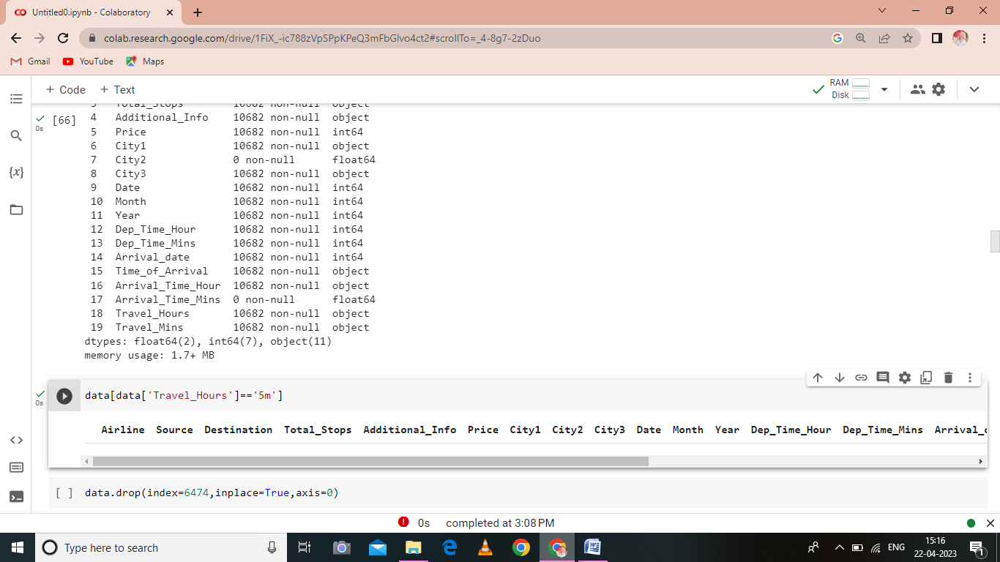 Untitled0.ipynb - Colaboratory
colab.research.google.com/drive/1FiX_-ic788zVpSPpKPeQ3mFbGlvo4ct2#scrollTo=_4-8g7-2zDuo
Gmail YouTube Maps
+ Code + Text RAM Disk
3 Total_Stops 10682 non-null object
[66] 4 Additional_Info 10682 non-null object
0s
5 Price 10682 non-null int64
6 City1 10682 non-null object
7 City2 0 non-null float64
8 City3 10682 non-null object
9 Date 10682 non-null int64
10 Month 10682 non-null int64
11 Year 10682 non-null int64
12 Dep_Time_Hour 10682 non-null int64
13 Dep_Time_Mins 10682 non-null int64
14 Arrival_date 10682 non-null int64
15 Time_of_Arrival 10682 non-null object
16 Arrival_Time_Hour 10682 non-null object
17 Arrival_Time_Mins 0 non-null float64
18 Travel_Hours 10682 non-null object
19 Travel_Mins 10682 non-null object
dtypes: float64(2), int64(7), object(11)
memory usage: 1.7+ MB
0s data[data['Travel_Hours']=='5m']
Airline Source Destination Total_Stops Additional_Info Price City1 City2 City3 Date Month Year Dep_Time_Hour Dep_Time_Mins
[ ] data.drop(index=6474,inplace=True,axis=0)
0s completed at 3:08 PM
Type here to search ENG 15:16
22-04-2023 1